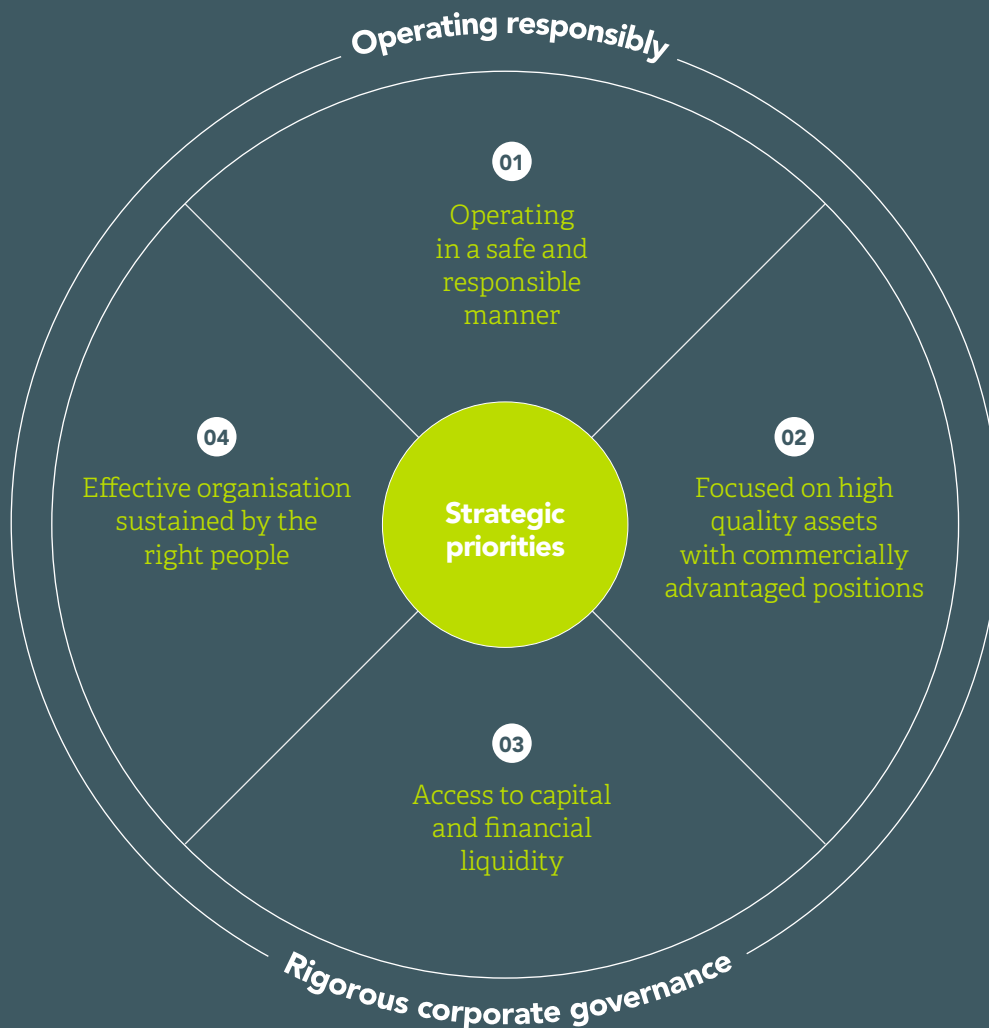 Operating responsibly
01
Operating
in a safe and
responsible
manner
04
Effective organisation
sustained by the
right people
Strategic
priorities
02
Focused on high
quality assets
with commercially
advantaged positions
03
Access to capital
and financial
liquidity
Rigorous corporate governance